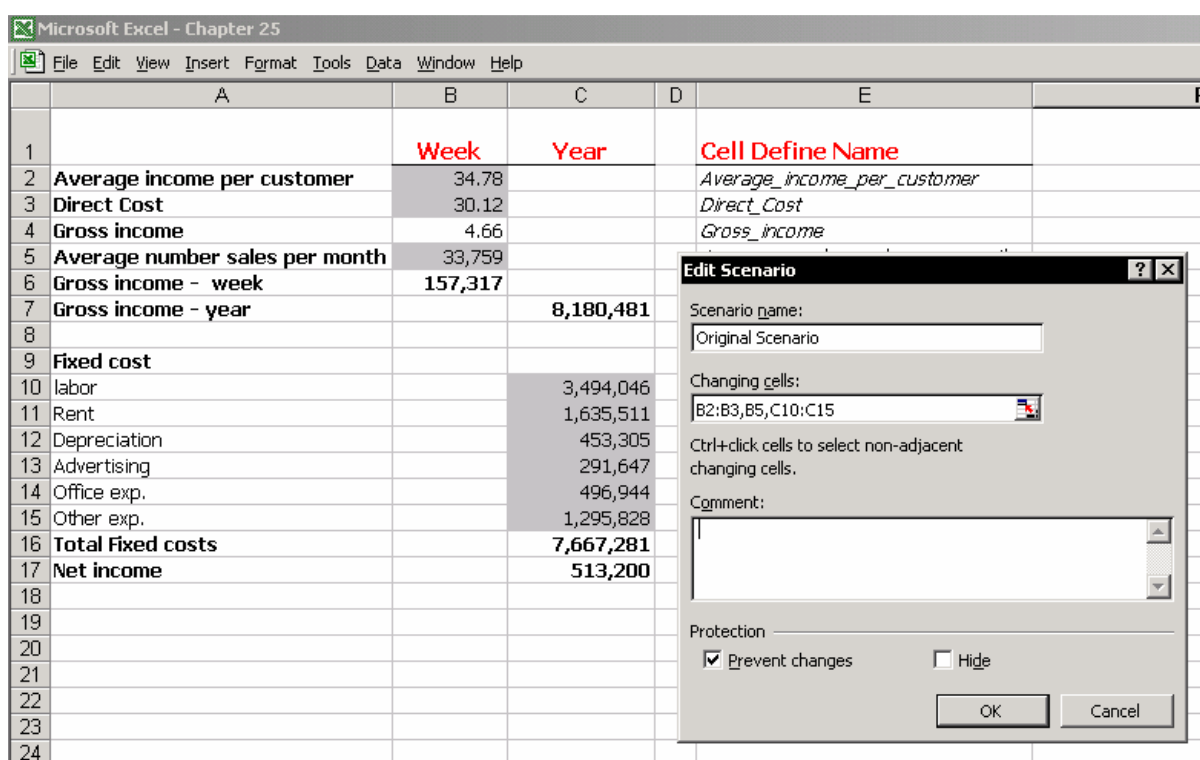 Microsoft Excel - Chapter 25
File Edit View Insert Format Tools Data Window Help
A B C D E
1 Week Year Cell Define Name
2 Average income per customer 34.78 Average_income_per_customer
3 Direct Cost 30.12 Direct_Cost
4 Gross income 4.66 Gross_income
5 Average number sales per month 33,759
6 Gross income - week 157,317
7 Gross income - year 8,180,481
8
9 Fixed cost
10 labor 3,494,046
11 Rent 1,635,511
12 Depreciation 453,305
13 Advertising 291,647
14 Office exp. 496,944
15 Other exp. 1,295,828
16 Total Fixed costs 7,667,281
17 Net income 513,200
18
19
20
21
22
23
24
Edit Scenario ? X
Scenario name:
Original Scenario
Changing cells:
B2:B3,B5,C10:C15
Ctrl+click cells to select non-adjacent
changing cells.
Comment:
Protection
Prevent changes Hide
OK Cancel